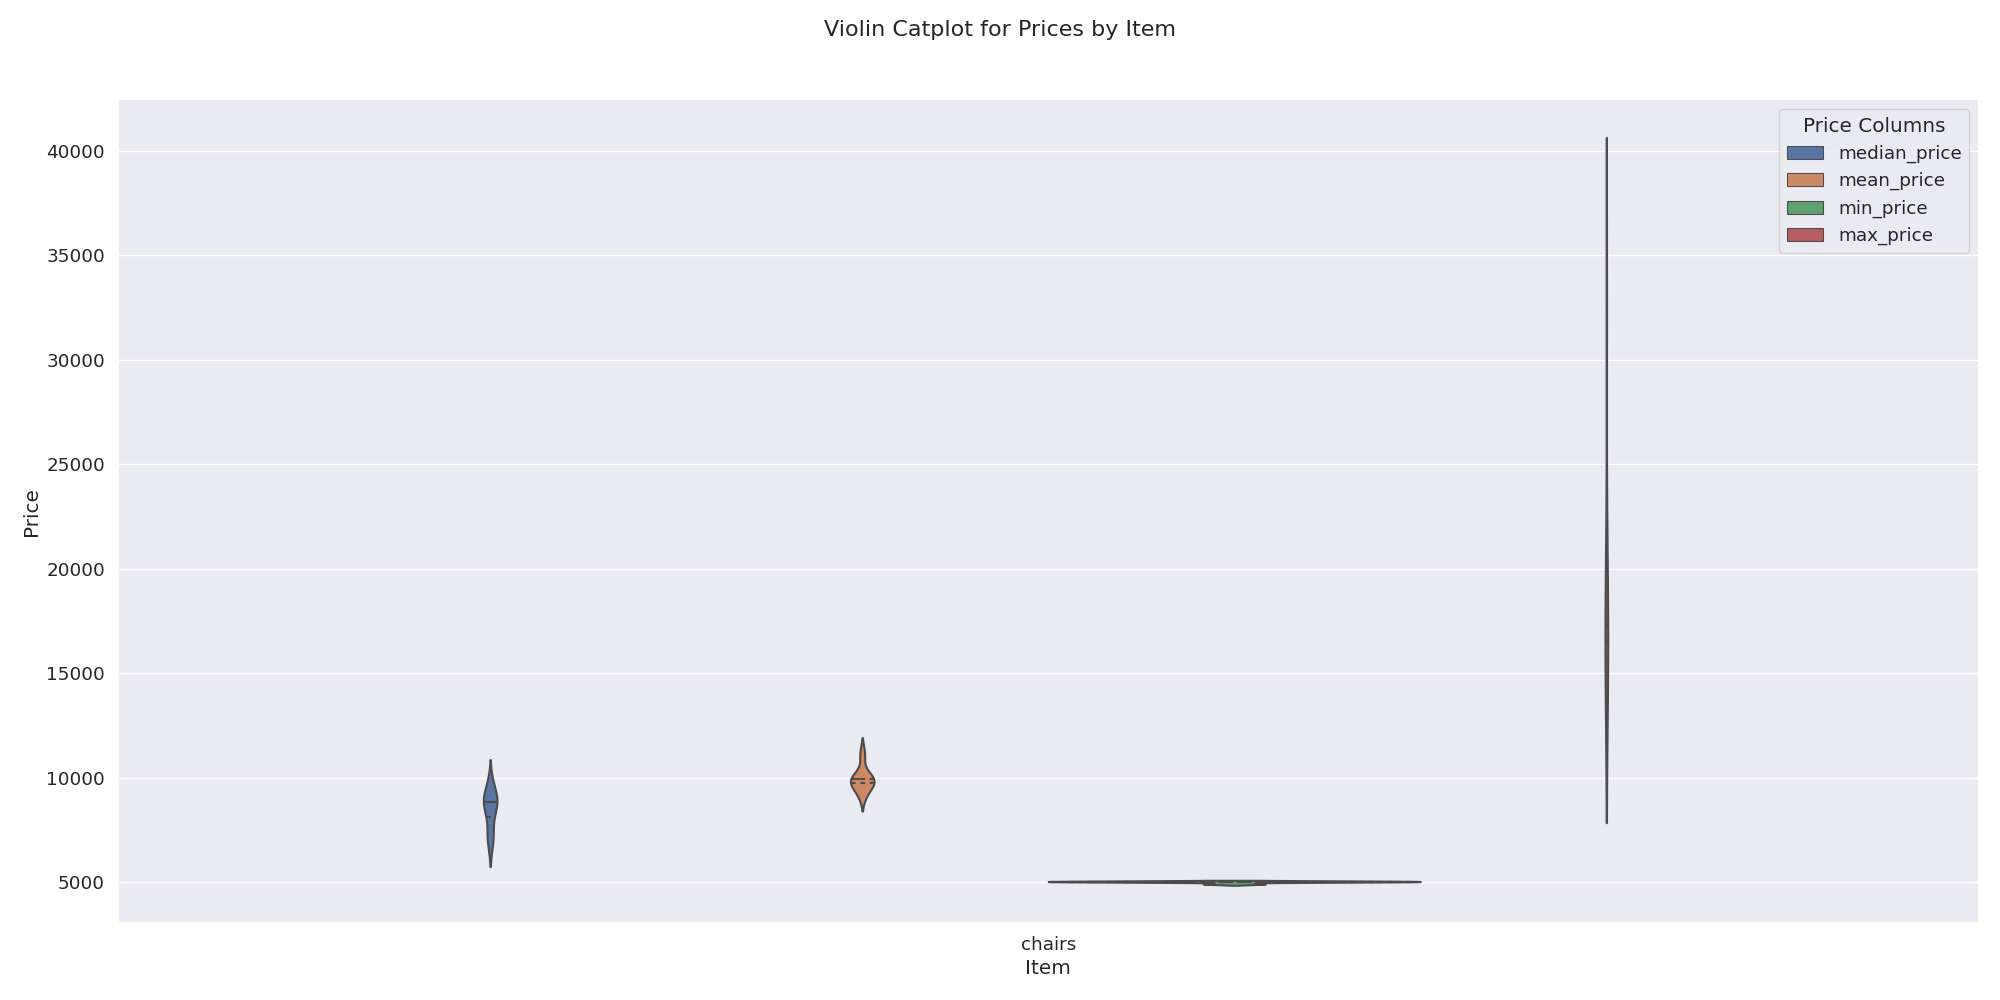 Violin Catplot for Prices by Item
Price Columns
median_price
mean_price
min_price
max_price
40000
35000
30000
25000
20000
15000
10000
5000
Price
chairs
Item